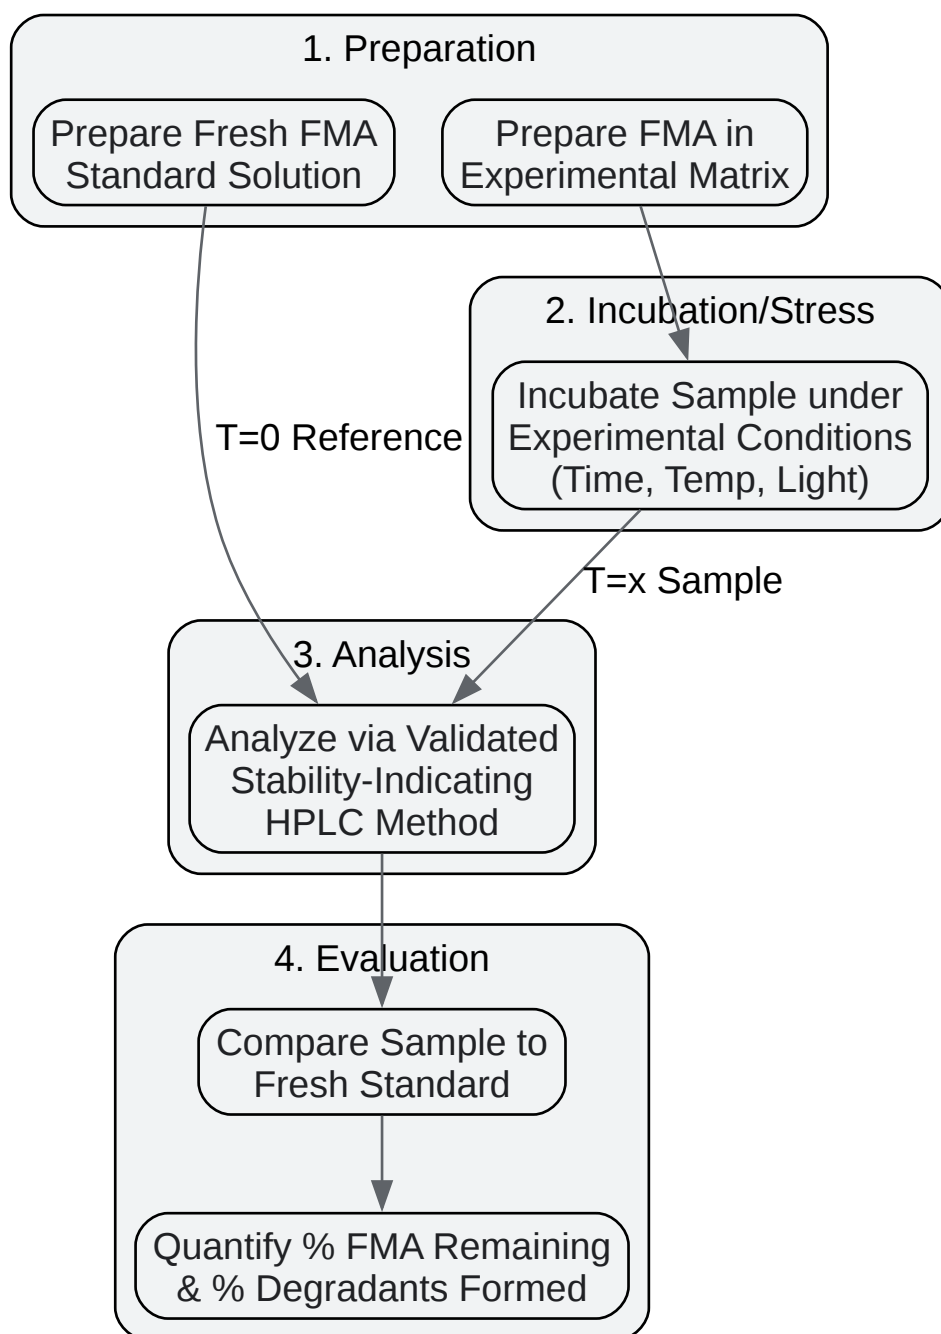 1. Preparation
Prepare Fresh FMA
Standard Solution
Prepare FMA in
Experimental Matrix
2. Incubation/Stress
Incubate Sample under
Experimental Conditions
(Time, Temp, Light)
T=0 Reference
T=x Sample
3. Analysis
Analyze via Validated
Stability-Indicating
HPLC Method
4. Evaluation
Compare Sample to
Fresh Standard
Quantify % FMA Remaining
& % Degradants Formed